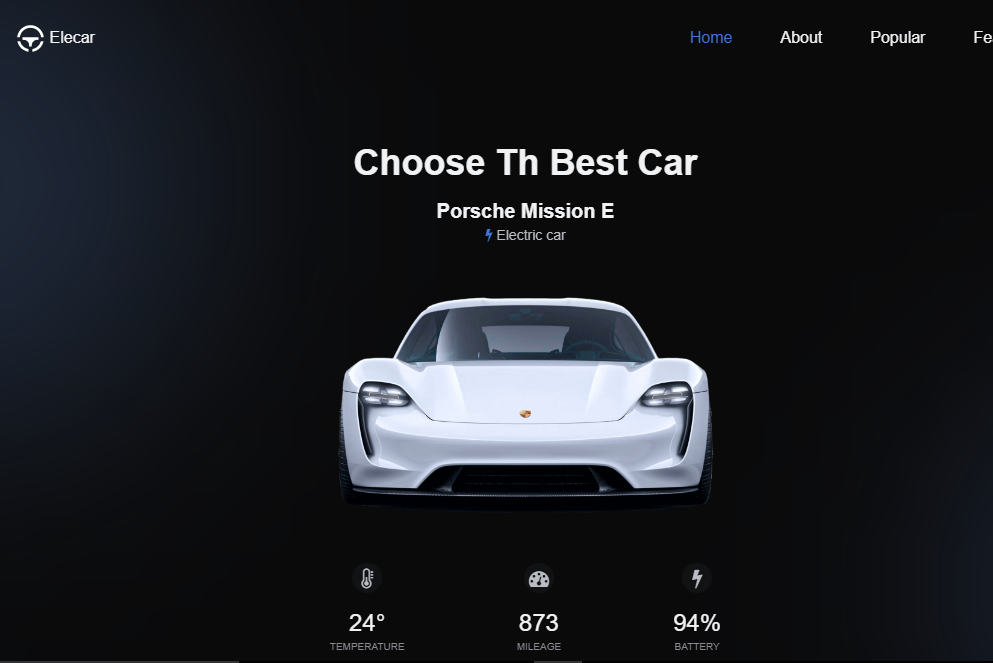 Elecar
Home About Popular Fe
Choose Th Best Car
Porsche Mission E
Electric car
24° 873 94%
TEMPERATURE MILEAGE BATTERY